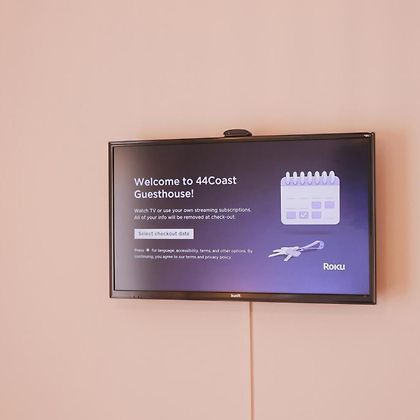 Welcome to 44Coast
Guesthouse!
Watch TV or use your own streaming subscriptions.
All of your info will be removed at check-out.
Select checkout date
Press ✱ for language, accessibility, terms, and other options. By
continuing, you agree to our terms and privacy policy.
Roku